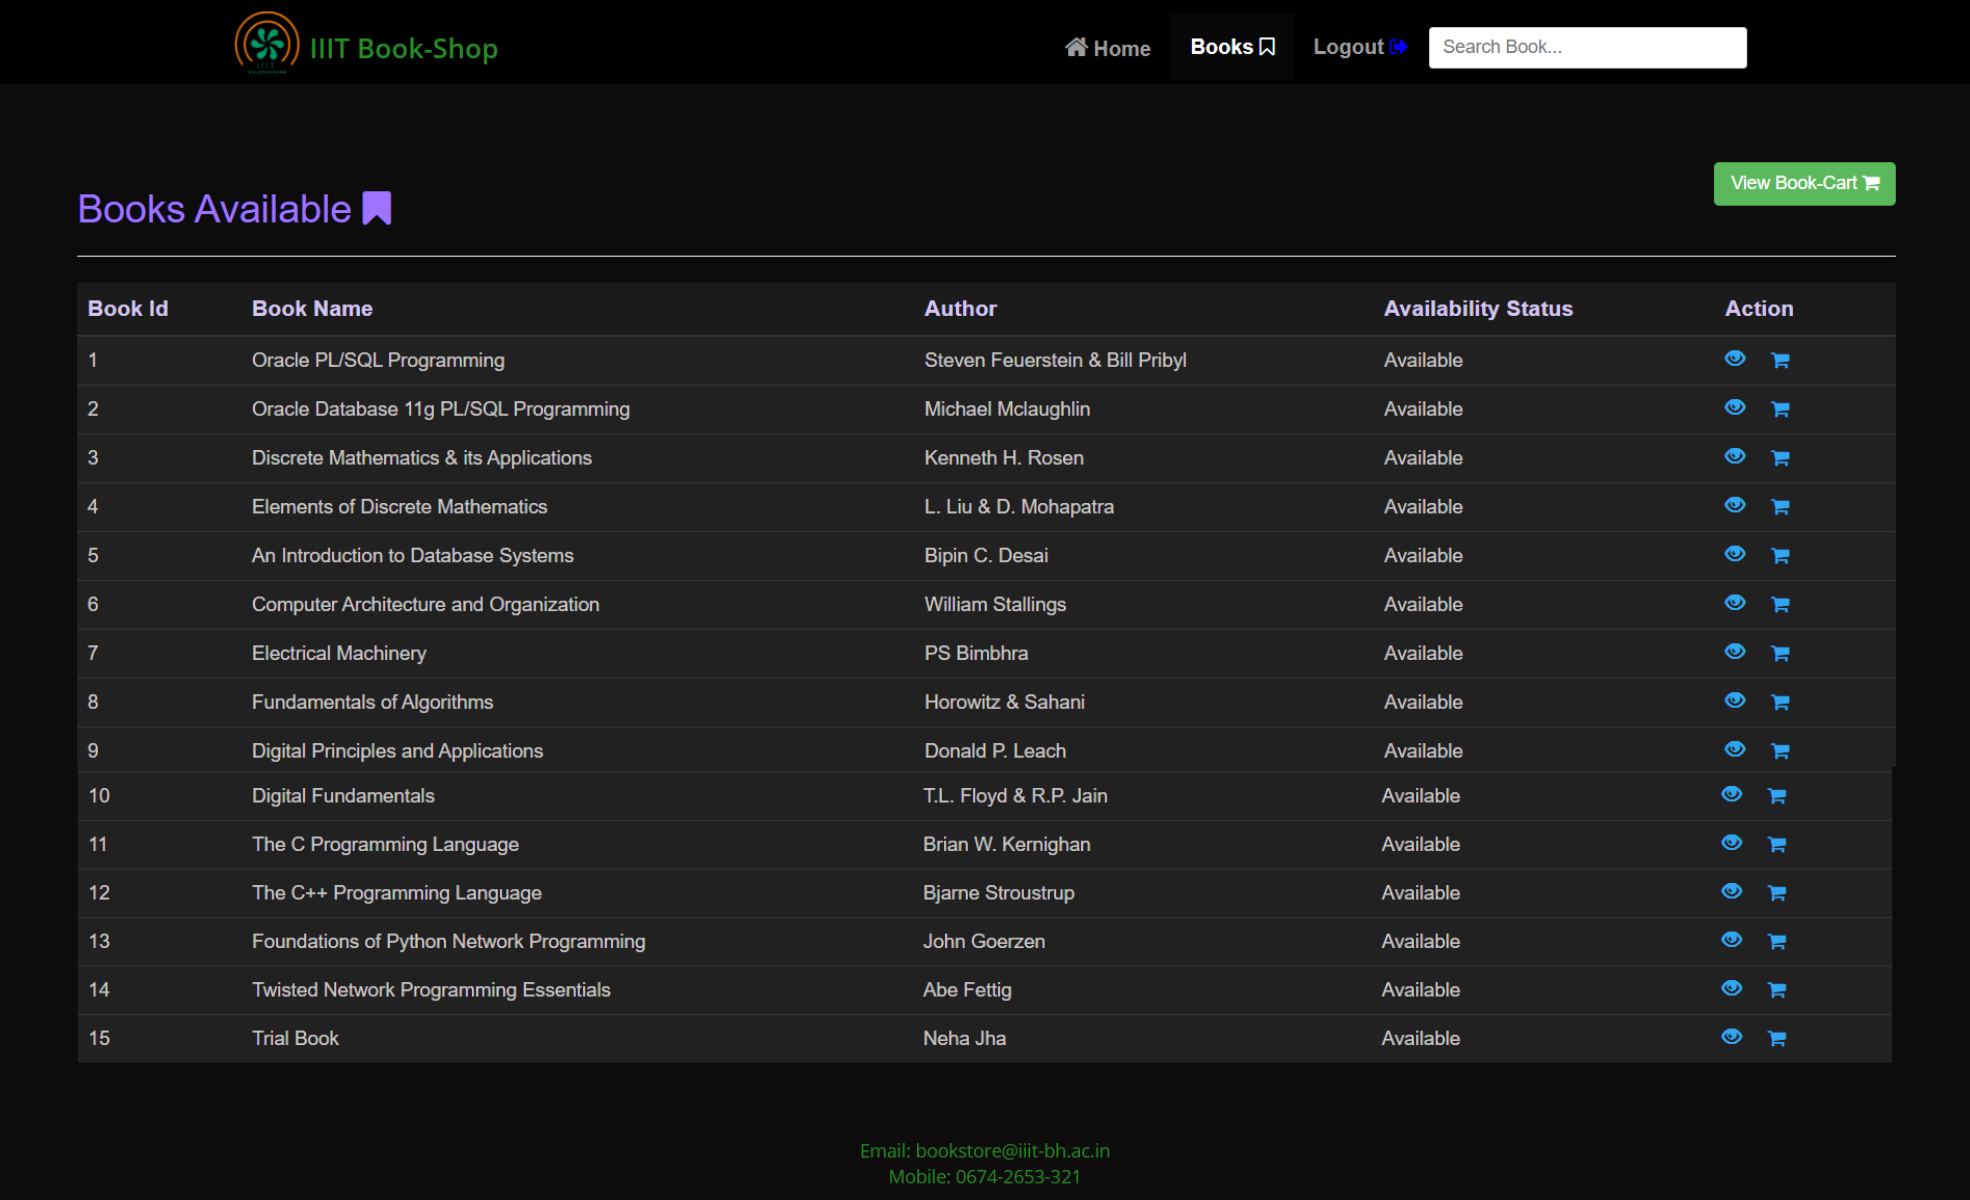 IIIT Book-Shop
Home Books Logout Search Book...
View Book-Cart
Books Available
Book Id Book Name Author Availability Status Action
1 Oracle PL/SQL Programming Steven Feuerstein & Bill Pribyl Available
2 Oracle Database 11g PL/SQL Programming Michael Mclaughlin Available
3 Discrete Mathematics & its Applications Kenneth H. Rosen Available
4 Elements of Discrete Mathematics L. Liu & D. Mohapatra Available
5 An Introduction to Database Systems Bipin C. Desai Available
6 Computer Architecture and Organization William Stallings Available
7 Electrical Machinery PS Bimbhra Available
8 Fundamentals of Algorithms Horowitz & Sahani Available
9 Digital Principles and Applications Donald P. Leach Available
10 Digital Fundamentals T.L. Floyd & R.P. Jain Available
11 The C Programming Language Brian W. Kernighan Available
12 The C++ Programming Language Bjarne Stroustrup Available
13 Foundations of Python Network Programming John Goerzen Available
14 Twisted Network Programming Essentials Abe Fettig Available
15 Trial Book Neha Jha Available
Email: bookstore@iiit-bh.ac.in
Mobile: 0674-2653-321